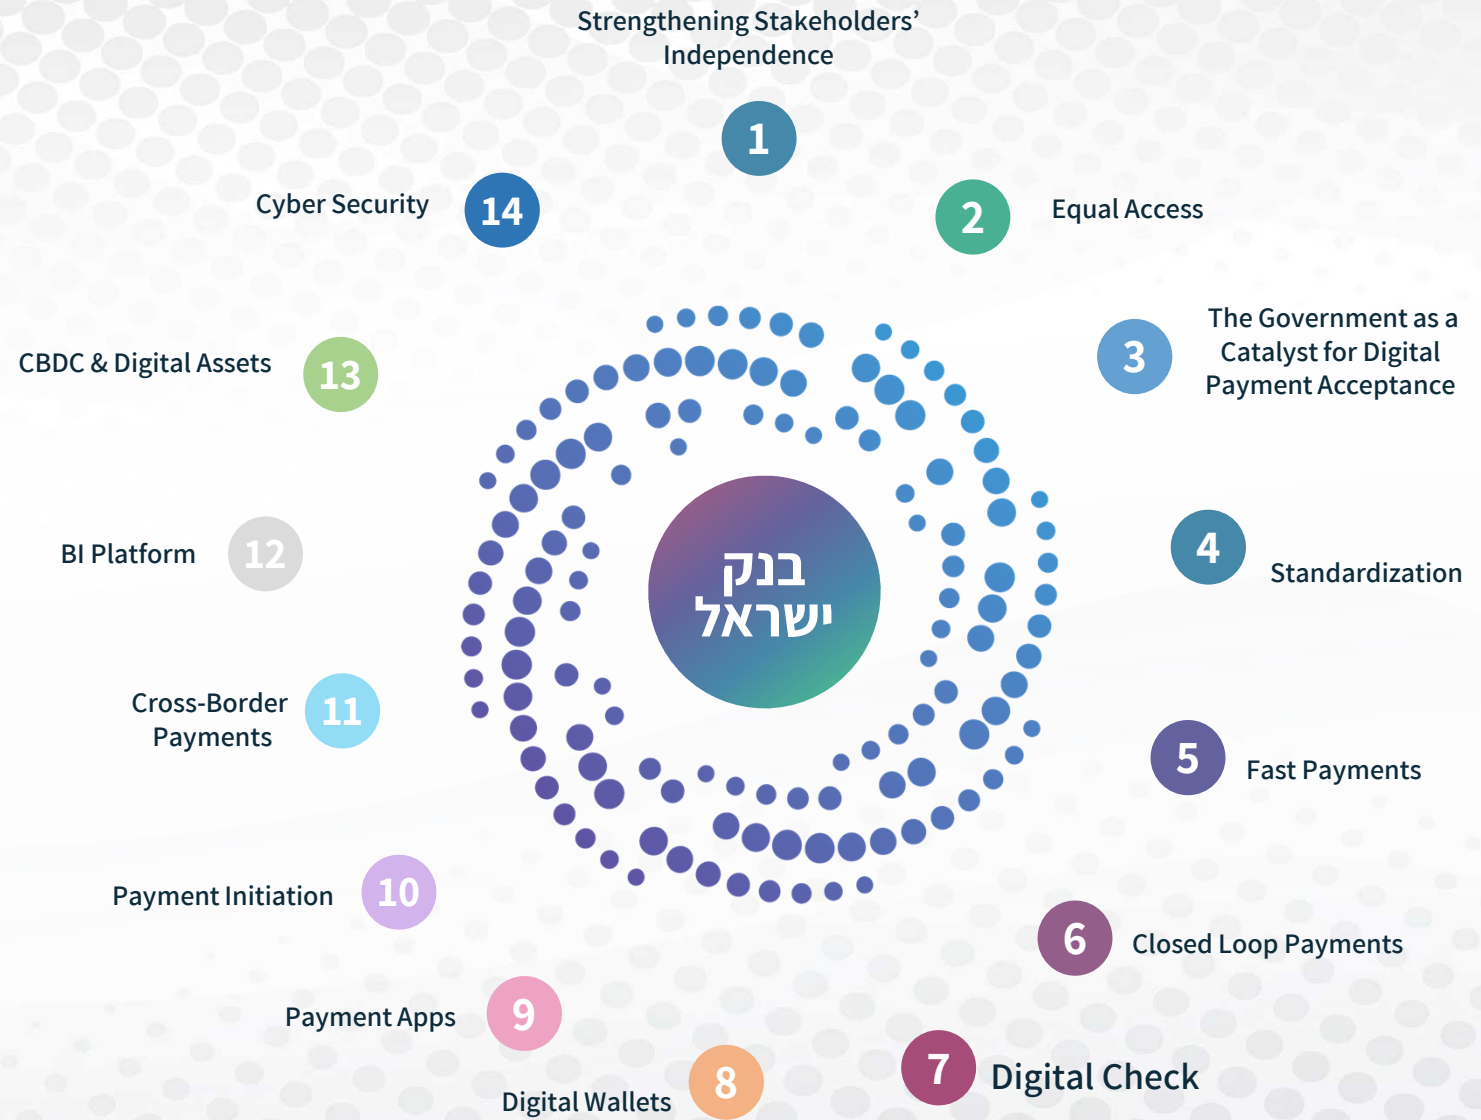 Strengthening Stakeholders’
Independence
1
2
Equal Access
3
The Government as a
Catalyst for Digital
Payment Acceptance
4
Standardization
5
Fast Payments
6
Closed Loop Payments
7
Digital Check
8
Digital Wallets
9
Payment Apps
10
Payment Initiation
11
Cross-Border
Payments
12
BI Platform
13
CBDC & Digital Assets
14
Cyber Security
בנק
ישראל